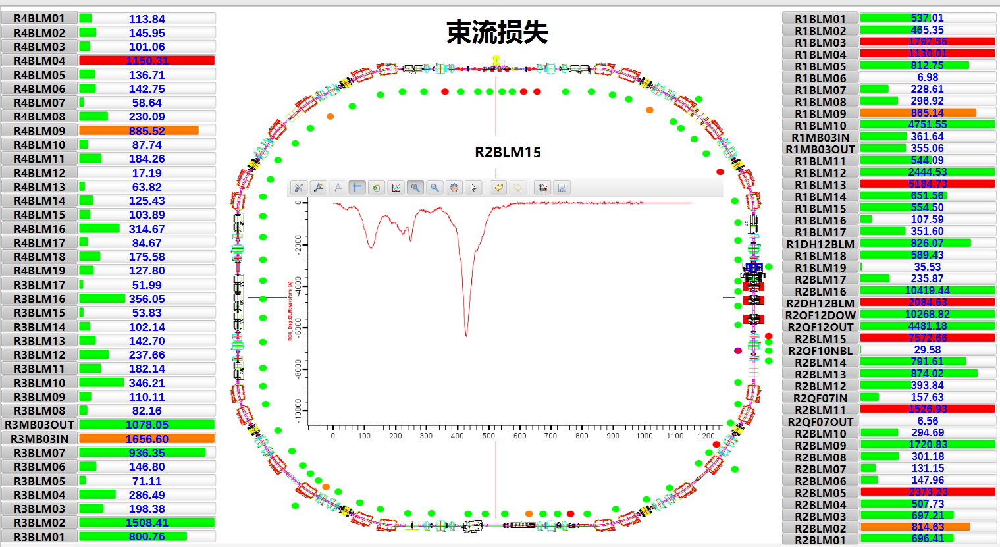 束流损失
R4BLM01 113.84
R4BLM02 145.95
R4BLM03 101.06
R4BLM04 1150.31
R4BLM05 136.71
R4BLM06 142.75
R4BLM07 58.64
R4BLM08 230.09
R4BLM09 885.52
R4BLM10 87.74
R4BLM11 184.26
R4BLM12 17.19
R4BLM13 63.82
R4BLM14 125.43
R4BLM15 103.89
R4BLM16 314.67
R4BLM17 84.67
R4BLM18 175.58
R4BLM19 127.80
R3BLM17 51.99
R3BLM16 356.05
R3BLM15 53.83
R3BLM14 102.14
R3BLM13 142.70
R3BLM12 237.66
R3BLM11 182.14
R3BLM10 346.21
R3BLM09 110.11
R3BLM08 82.16
R3MB03OUT 1078.05
R3MB03IN 1656.60
R3BLM07 936.35
R3BLM06 146.80
R3BLM05 71.11
R3BLM04 286.49
R3BLM03 198.38
R3BLM02 1508.41
R3BLM01 800.76
R2BLM15
0
-2000
-4000
-6000
-8000
-10000
0 100 200 300 400 500 600 700 800 900 1000 1100 1200
R1BLM01 537.01
R1BLM02 465.35
R1BLM03 1797.56
R1BLM04 1130.01
R1BLM05 812.75
R1BLM06 6.98
R1BLM07 228.61
R1BLM08 296.92
R1BLM09 865.14
R1BLM10 4751.55
R1MB03IN 361.64
R1MB03OUT 355.06
R1BLM11 544.09
R1BLM12 2444.53
R1BLM13 5184.73
R1BLM14 651.56
R1BLM15 554.50
R1BLM16 107.59
R1BLM17 351.60
R1DH12BLM 826.07
R1BLM18 589.43
R1BLM19 35.53
R2BLM17 235.87
R2BLM16 10419.44
R2DH12BLM 2084.63
R2QF12DOW 10268.82
R2QF12OUT 4481.18
R2BLM15 7572.66
R2QF10NBL 29.58
R2BLM14 791.61
R2BLM13 874.02
R2BLM12 393.84
R2QF07IN 157.63
R2BLM11 1526.93
R2QF07OUT 6.56
R2BLM10 294.69
R2BLM09 1720.83
R2BLM08 301.18
R2BLM07 131.15
R2BLM06 147.96
R2BLM05 2373.23
R2BLM04 507.73
R2BLM03 697.21
R2BLM02 814.63
R2BLM01 696.41